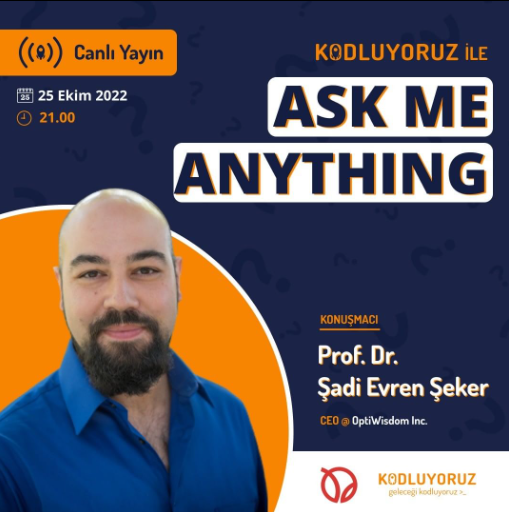 Canlı Yayın
25 Ekim 2022
21.00
KODLUYORUZ İLE
ASK ME
ANYTHING
KONUŞMACI
Prof. Dr.
Şadi Evren Şeker
CEO @ OptiWisdom Inc.
KODLUYORUZ
geleceği kodluyoruz >_